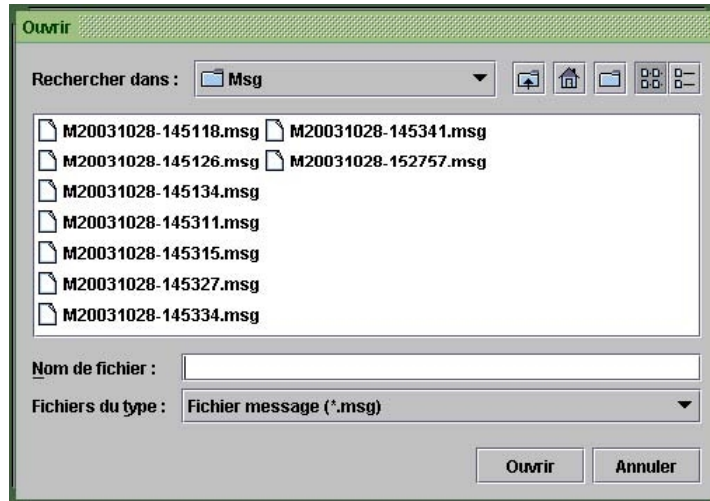 Ouvrir
Rechercher dans : Msg
M20031028-145118.msg M20031028-145341.msg
M20031028-145126.msg M20031028-152757.msg
M20031028-145134.msg
M20031028-145311.msg
M20031028-145315.msg
M20031028-145327.msg
M20031028-145334.msg
Nom de fichier :
Fichiers du type : Fichier message (*.msg)
Ouvrir Annuler